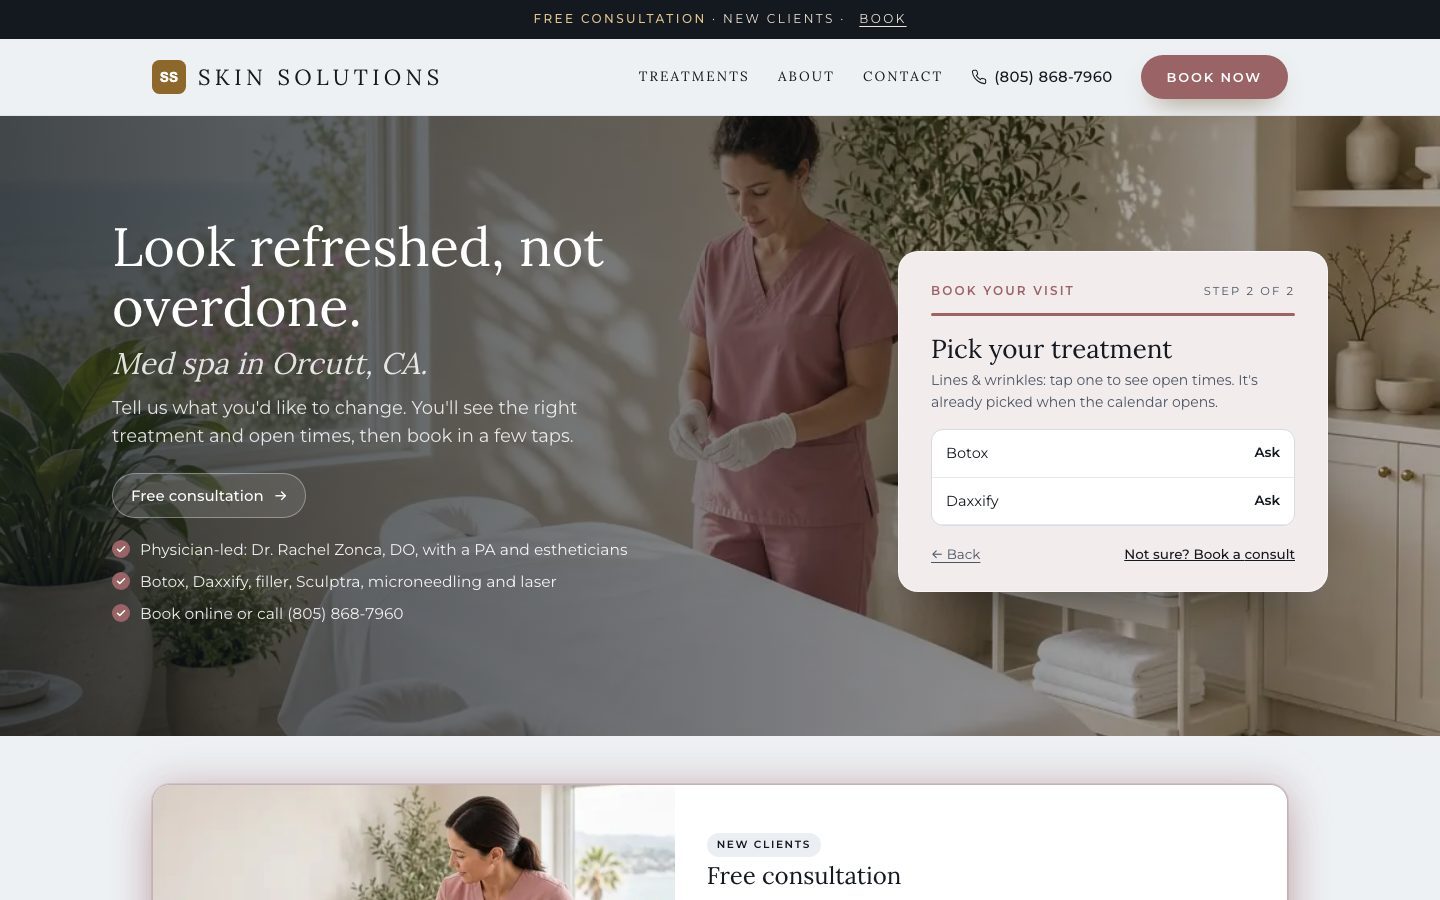 FREE CONSULTATION · NEW CLIENTS · BOOK
SS SKIN SOLUTIONS
TREATMENTS ABOUT CONTACT (805) 868-7960 BOOK NOW
Look refreshed, not
overdone.
Med spa in Orcutt, CA.
Tell us what you'd like to change. You'll see the right
treatment and open times, then book in a few taps.
Free consultation →
Physician-led: Dr. Rachel Zonca, DO, with a PA and estheticians
Botox, Daxxify, filler, Sculptra, microneedling and laser
Book online or call (805) 868-7960
BOOK YOUR VISIT STEP 2 OF 2
Pick your treatment
Lines & wrinkles: tap one to see open times. It's
already picked when the calendar opens.
Botox Ask
Daxxify Ask
← Back Not sure? Book a consult
NEW CLIENTS
Free consultation